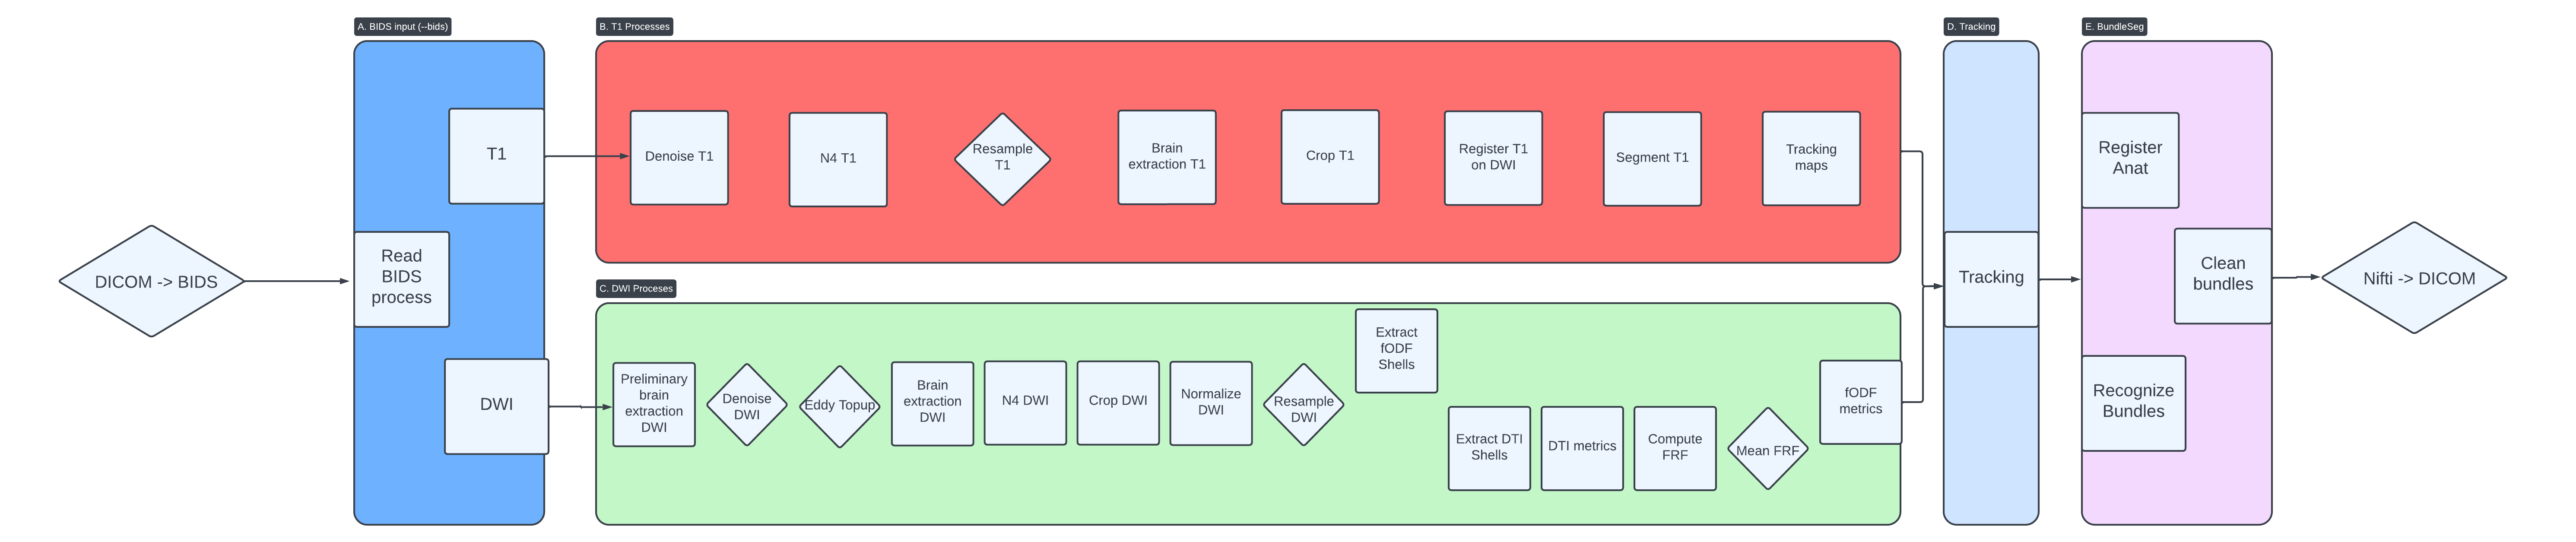 A. BIDS input (--bids)
B. T1 Processes
D. Tracking
E. BundleSeg
DICOM -> BIDS
Read
BIDS
process
T1
DWI
Denoise T1
N4 T1
Resample
T1
Brain
extraction T1
Crop T1
Register T1
on DWI
Segment T1
Tracking
maps
C. DWI Proceses
Preliminary
brain
extraction
DWI
Denoise
DWI
Eddy Topup
Brain
extraction
DWI
N4 DWI
Crop DWI
Normalize
DWI
Resample
DWI
Extract
fODF
Shells
Extract DTI
Shells
DTI metrics
Compute
FRF
Mean FRF
fODF
metrics
Tracking
Register
Anat
Clean
bundles
Recognize
Bundles
Nifti -> DICOM